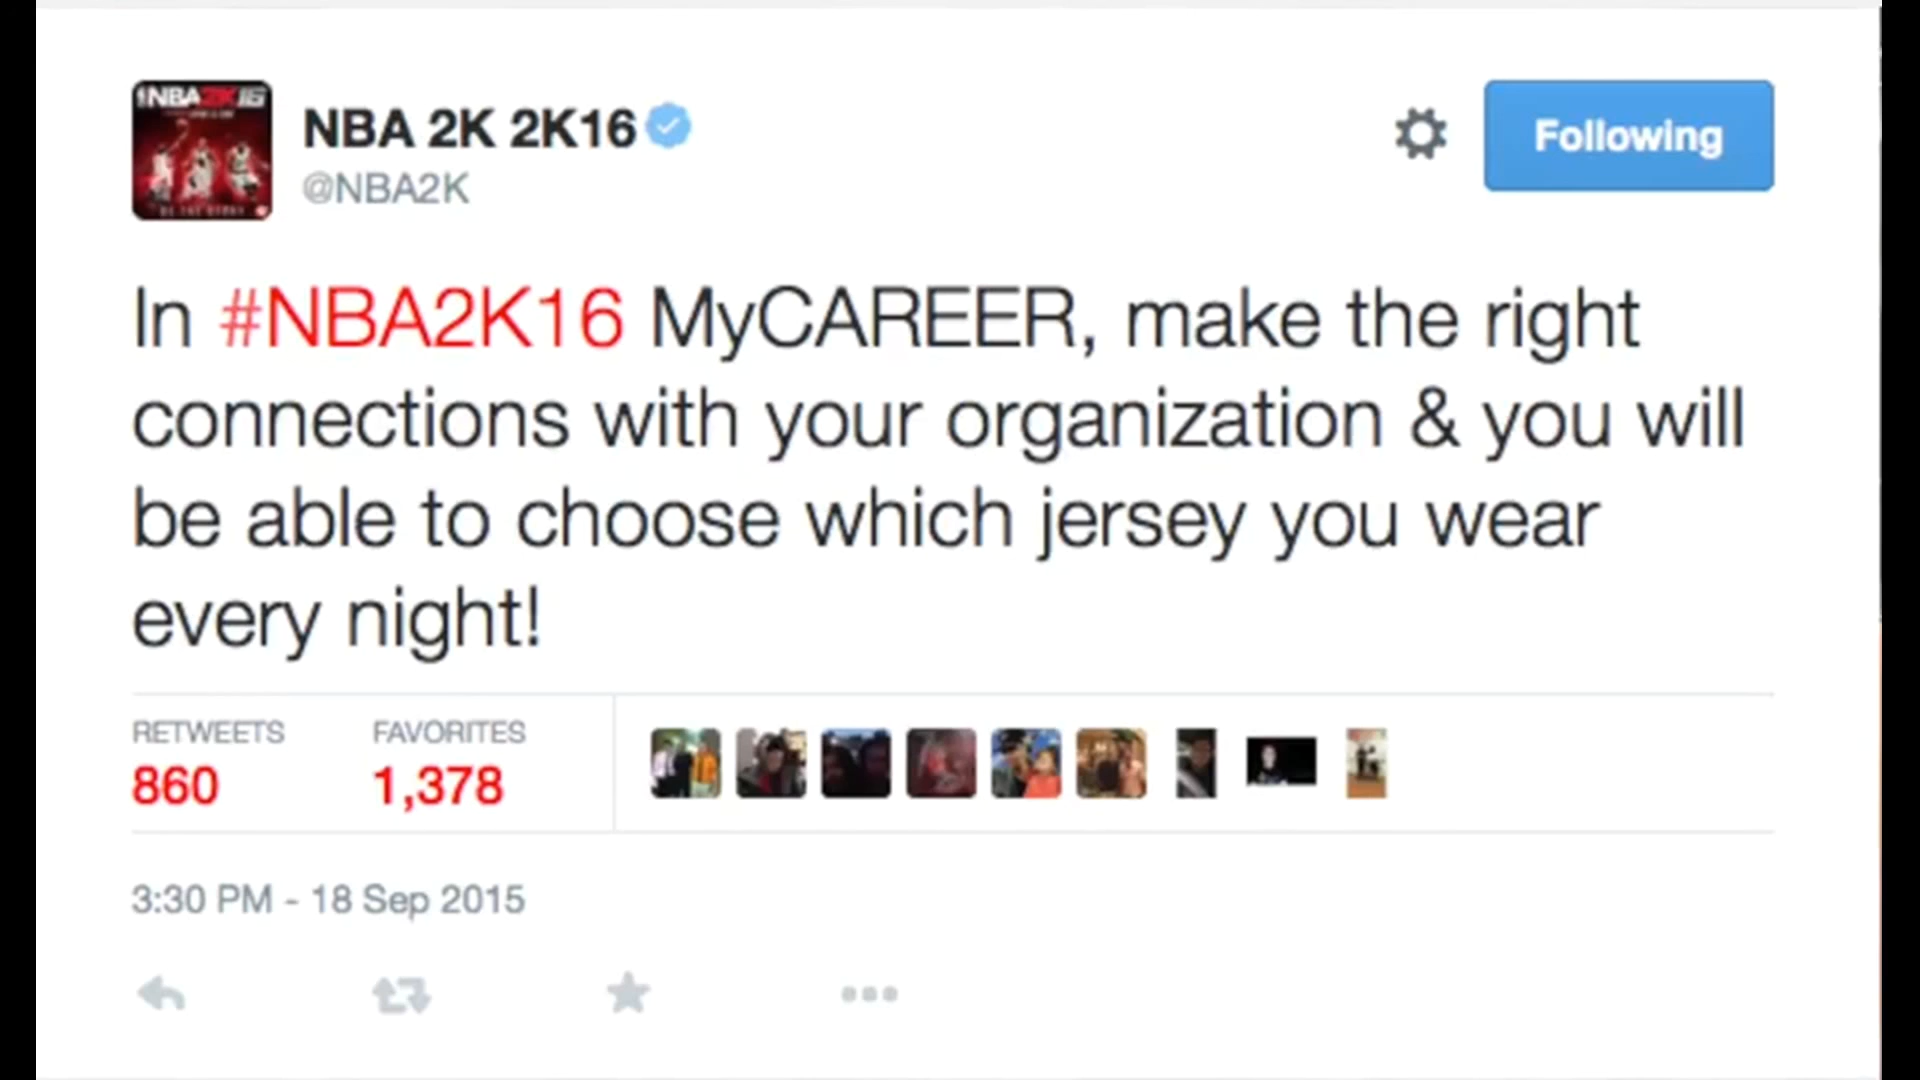 NBA 2K16
NBA 2K 2K16
@NBA2K
Following
In #NBA2K16 MyCAREER, make the right
connections with your organization & you will
be able to choose which jersey you wear
every night!
RETWEETS
FAVORITES
860
1,378
3:30 PM - 18 Sep 2015